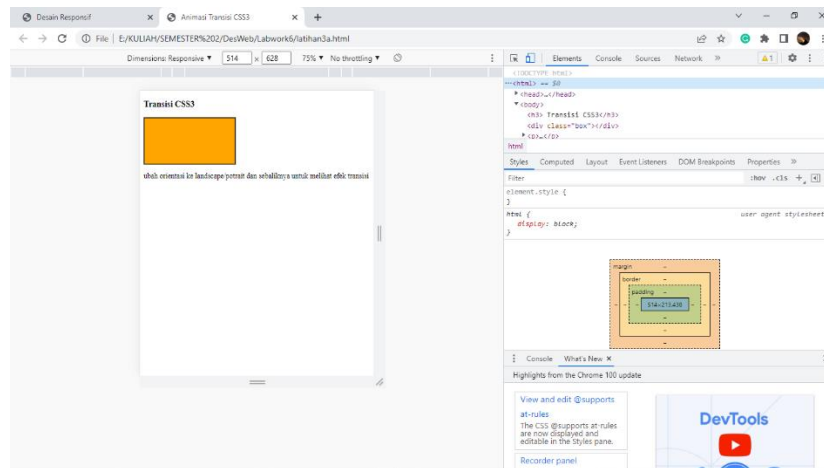 Desain Responsif
Animasi Transisi CSS3
File | E:/KULIAH/SEMESTER%202/DesWeb/Labwork6/latihan3a.html
Dimensions: Responsive ▼ 514 × 628 75% ▼ No throttling ▼
Transisi CSS3
ubah orientasi ke landscape/potrait dan sebaliknya untuk melihat efek transisi
Elements Console Sources Network » 1
<!DOCTYPE html>
<html> == $0
<head>…</head>
<body>
<h3> Transisi CSS3</h3>
<div class="box"></div>
<p>…</p>
html
Styles Computed Layout Event Listeners DOM Breakpoints Properties »
Filter :hov .cls +
element.style {
}
html { user agent stylesheet
display: block;
}
margin -
border -
padding -
- - - 514×213.430 - - -
-
-
-
Console What's New ×
Highlights from the Chrome 100 update
View and edit @supports
at-rules
The CSS @supports at-rules
are now displayed and
editable in the Styles pane.
Recorder panel
DevTools